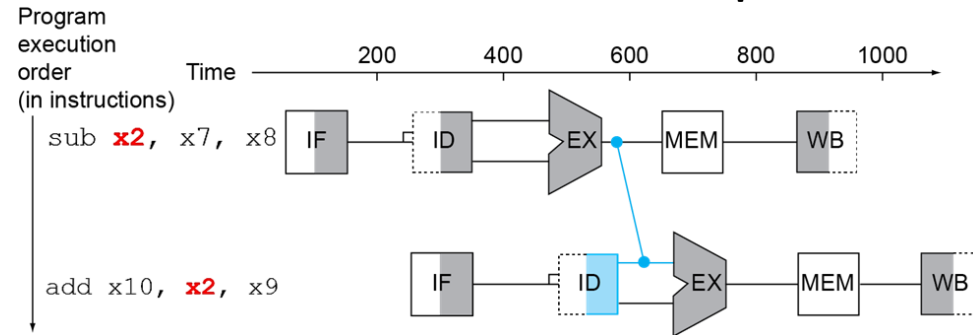 Program
execution
order
(in instructions)
Time
200 400 600 800 1000
sub x2, x7, x8
IF ID EX MEM WB
add x10, x2, x9
IF ID EX MEM WB